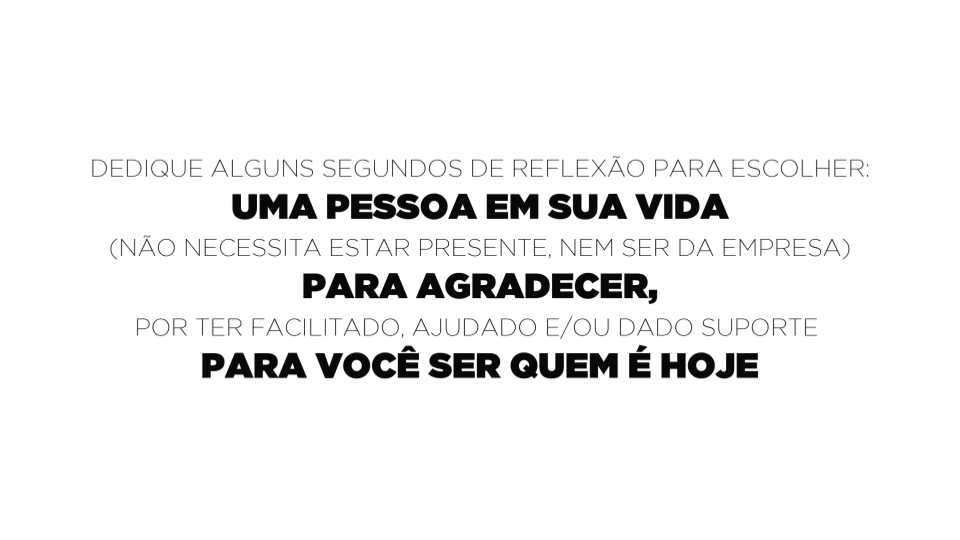 DEDIQUE ALGUNS SEGUNDOS DE REFLEXÃO PARA ESCOLHER:
UMA PESSOA EM SUA VIDA
(NÃO NECESSITA ESTAR PRESENTE, NEM SER DA EMPRESA)
PARA AGRADECER,
POR TER FACILITADO, AJUDADO E/OU DADO SUPORTE
PARA VOCÊ SER QUEM É HOJE